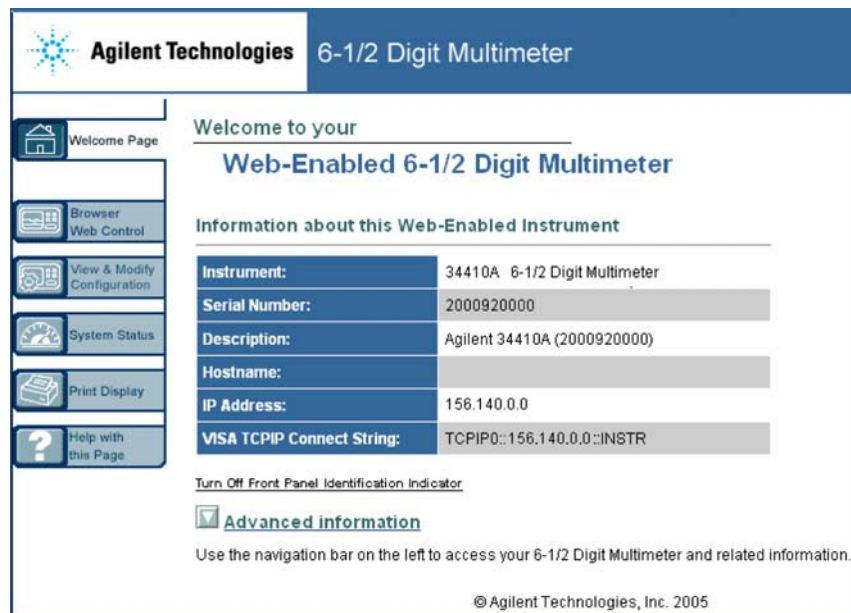 Agilent Technologies
6-1/2 Digit Multimeter
Welcome Page
Browser
Web Control
View & Modify
Configuration
System Status
Print Display
Help with
this Page
Welcome to your
Web-Enabled 6-1/2 Digit Multimeter
Information about this Web-Enabled Instrument
Instrument: 34410A 6-1/2 Digit Multimeter
Serial Number: 2000920000
Description: Agilent 34410A (2000920000)
Hostname:
IP Address: 156.140.0.0
VISA TCPIP Connect String: TCPIP0::156.140.0.0::INSTR
Turn Off Front Panel Identification Indicator
Advanced information
Use the navigation bar on the left to access your 6-1/2 Digit Multimeter and related information.
© Agilent Technologies, Inc. 2005